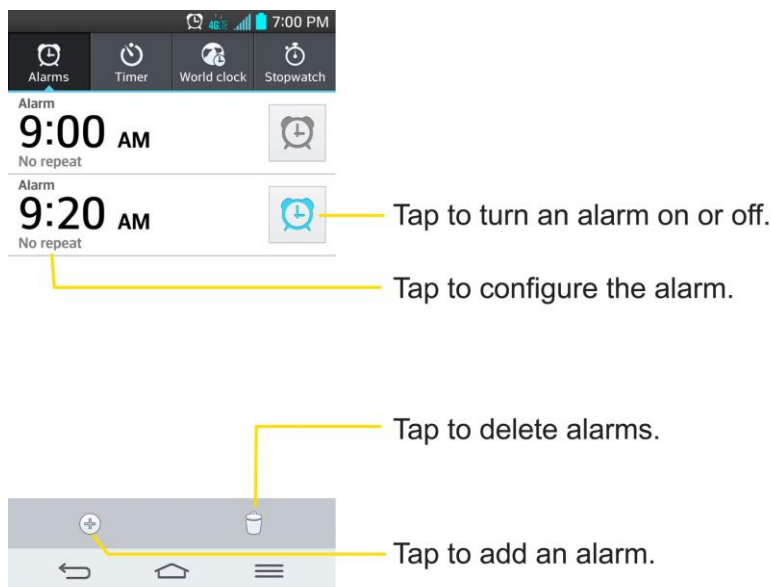 4G LTE 7:00 PM
Alarms Timer World clock Stopwatch
Alarm
9:00 AM
No repeat
Alarm
9:20 AM
No repeat
Tap to turn an alarm on or off.
Tap to configure the alarm.
Tap to delete alarms.
Tap to add an alarm.